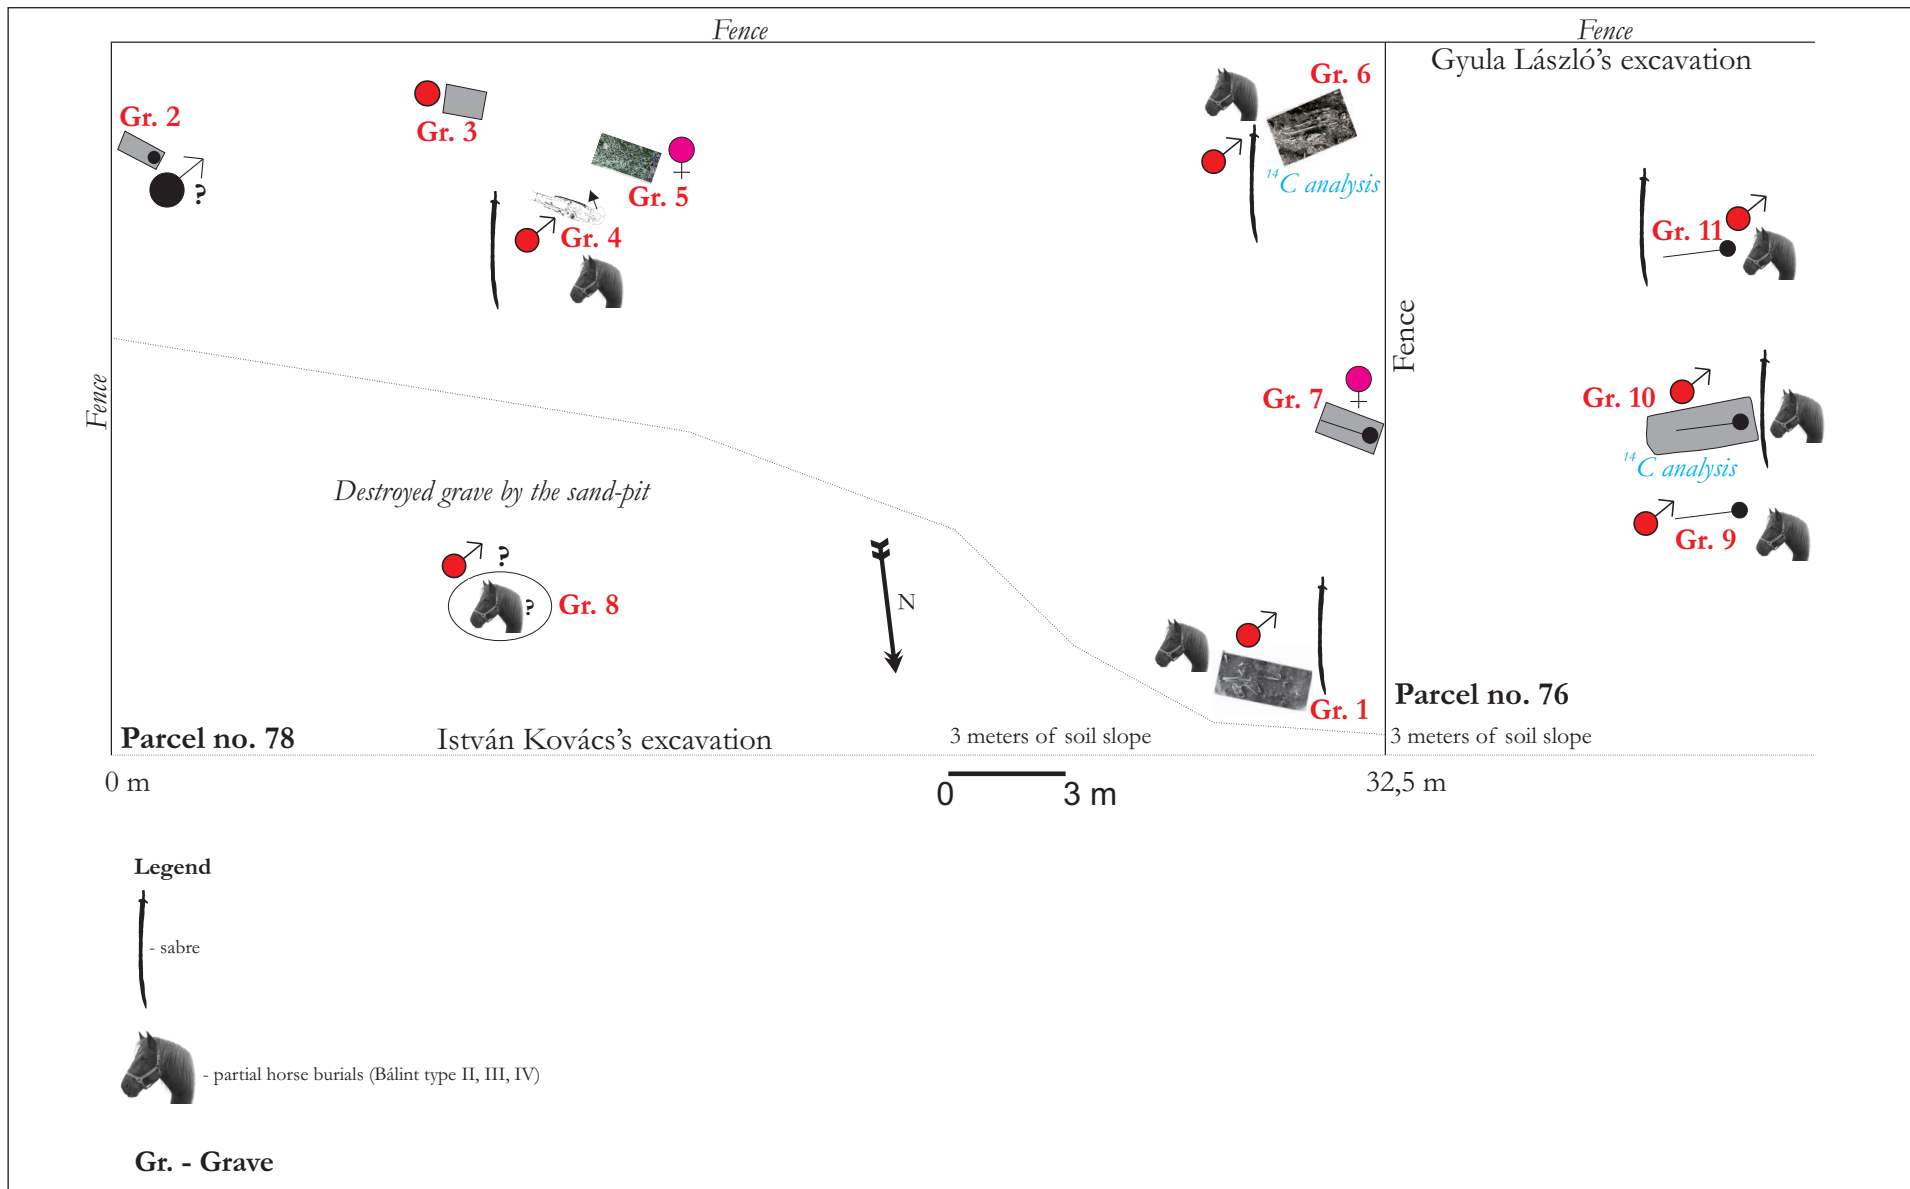 Fence
Fence
Gyula László's excavation
Gr. 6
Gr. 2
Gr. 3
Gr. 5
?
14C analysis
Gr. 4
Gr. 11
Fence
Fence
Gr. 7
Gr. 10
14C analysis
Destroyed grave by the sand-pit
Gr. 9
?
?
Gr. 8
N
Gr. 1
Parcel no. 76
Parcel no. 78
István Kovács's excavation
3 meters of soil slope
3 meters of soil slope
0 m
32,5 m
0
3 m
Legend
- sabre
- partial horse burials (Bálint type II, III, IV)
Gr. - Grave